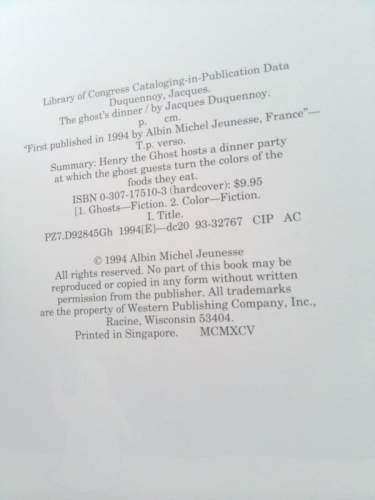 Library of Congress Cataloging-in-Publication Data
Duquennoy, Jacques.
The ghost's dinner / by Jacques Duquennoy.
p. cm.
"First published in 1994 by Albin Michel Jeunesse, France"—
T.p. verso.
Summary: Henry the Ghost hosts a dinner party
at which the ghost guests turn the colors of the
foods they eat.
ISBN 0-307-17510-3 (hardcover): $9.95
[1. Ghosts—Fiction. 2. Color—Fiction.
I. Title.
PZ7.D92845Gh 1994[E]—dc20 93-32767 CIP AC
© 1994 Albin Michel Jeunesse
All rights reserved. No part of this book may be
reproduced or copied in any form without written
permission from the publisher. All trademarks
are the property of Western Publishing Company, Inc.,
Racine, Wisconsin 53404.
Printed in Singapore. MCMXCV